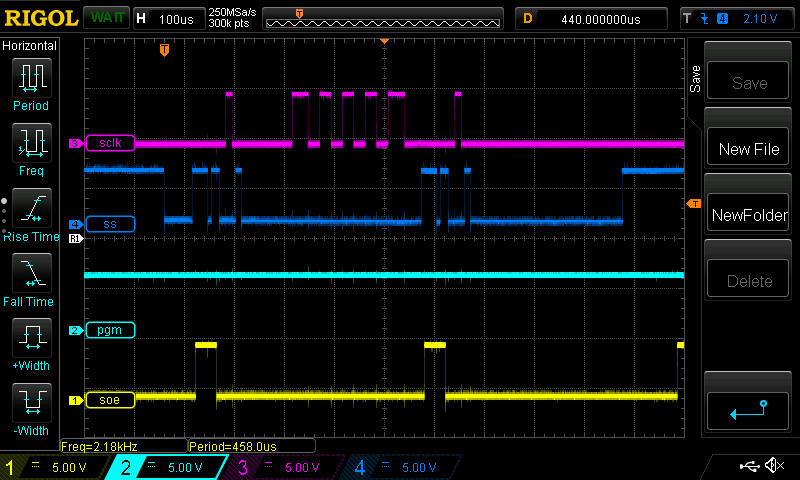 RIGOL WAIT H 100us 250MSa/s 300k pts T D 440.000000us T 4 2.10 V
Horizontal
Period
Freq
Rise Time
Fall Time
+Width
-Width
T
3 sclk
4 ss
R1
2 pgm
1 soe
T
Freq=2.18kHz Period=458.0us
1 5.00 V 2 5.00 V 3 5.00 V 4 5.00 V
Save
Save
New File
NewFolder
Delete